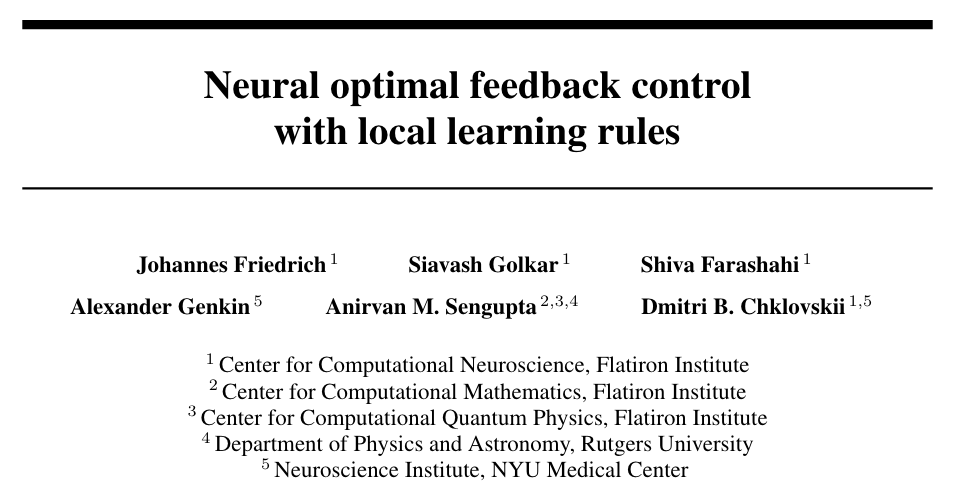 Neural optimal feedback control
with local learning rules
Johannes Friedrich 1 Siavash Golkar 1 Shiva Farashahi 1
Alexander Genkin 5 Anirvan M. Sengupta 2,3,4 Dmitri B. Chklovskii 1,5
1 Center for Computational Neuroscience, Flatiron Institute
2 Center for Computational Mathematics, Flatiron Institute
3 Center for Computational Quantum Physics, Flatiron Institute
4 Department of Physics and Astronomy, Rutgers University
5 Neuroscience Institute, NYU Medical Center